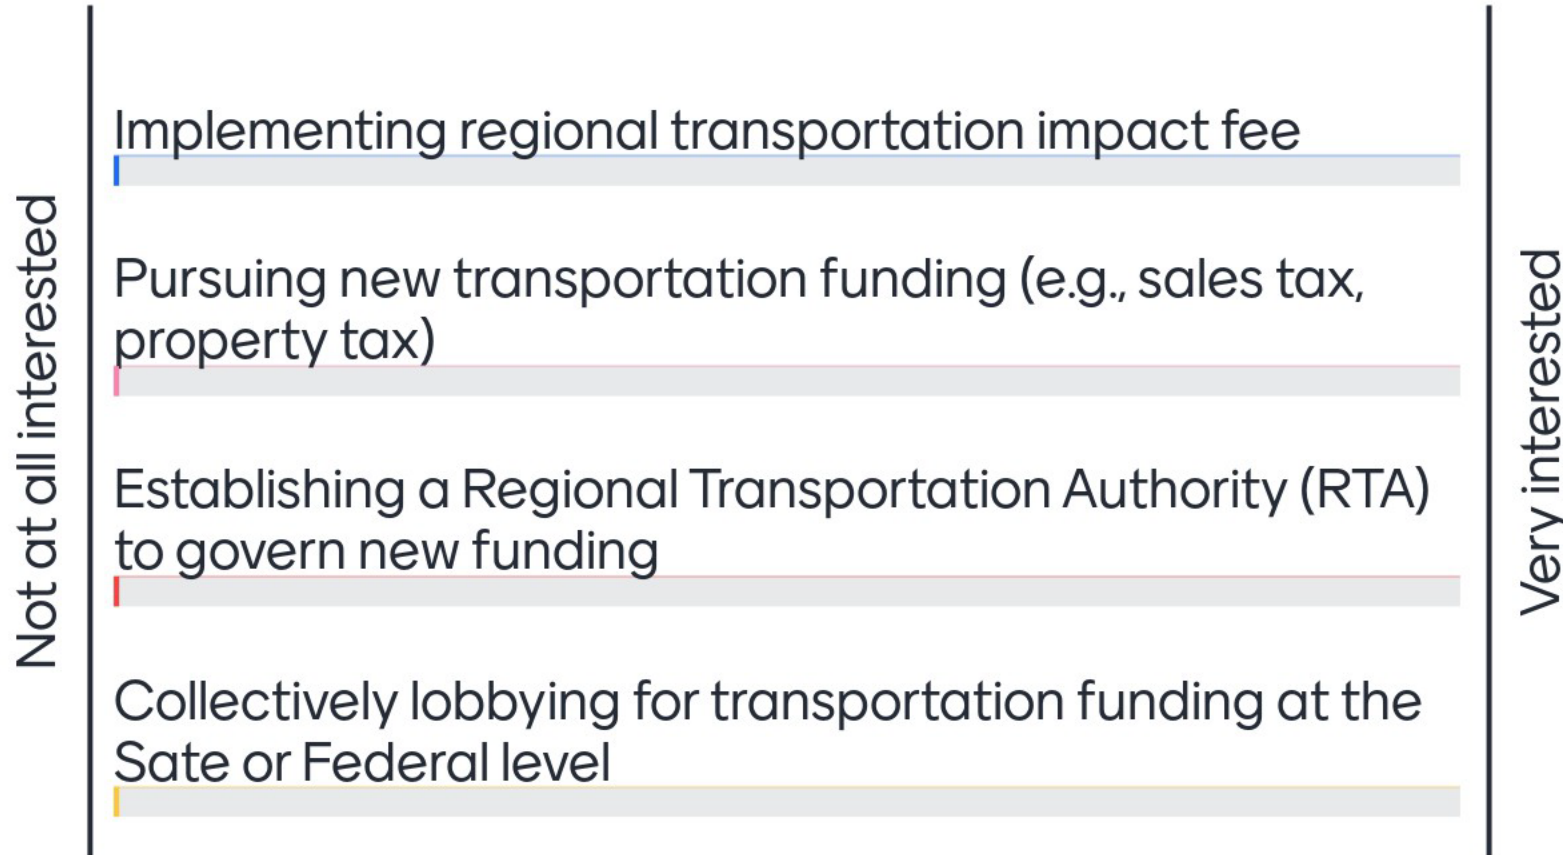 Not at all interested
Implementing regional transportation impact fee
Pursuing new transportation funding (e.g., sales tax,
property tax)
Establishing a Regional Transportation Authority (RTA)
to govern new funding
Collectively lobbying for transportation funding at the
Sate or Federal level
Very interested